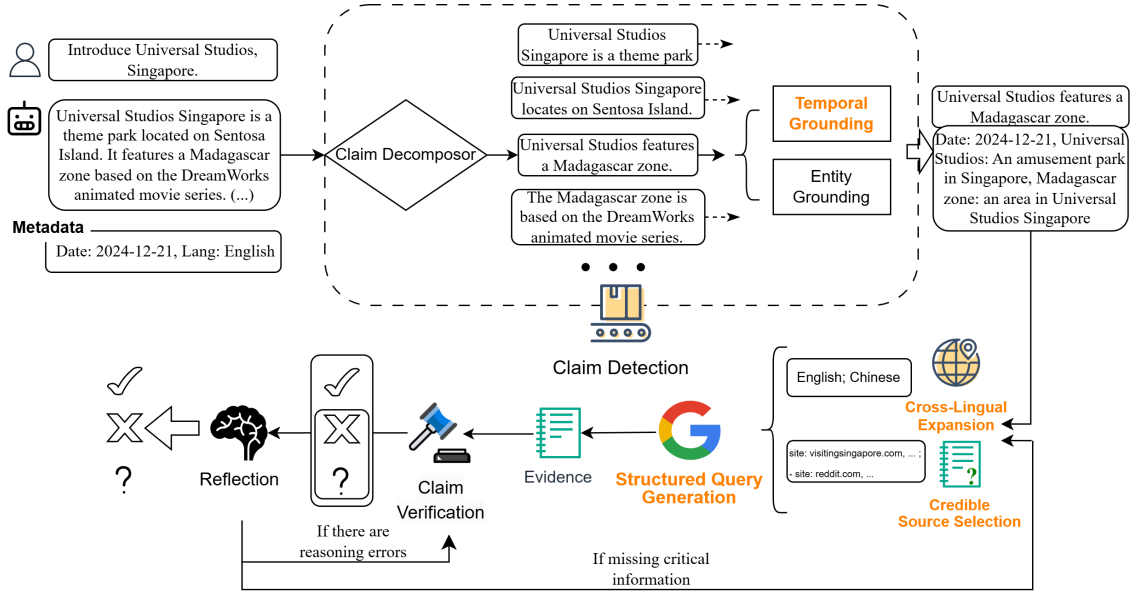 Introduce Universal Studios,
Singapore.
Universal Studios Singapore is a
theme park located on Sentosa
Island. It features a Madagascar
zone based on the DreamWorks
animated movie series. (...)
Metadata
Date: 2024-12-21, Lang: English
Claim Decomposor
Universal Studios
Singapore is a theme park
Universal Studios Singapore
locates on Sentosa Island.
Universal Studios features
a Madagascar zone.
The Madagascar zone is
based on the DreamWorks
animated movie series.
Temporal
Grounding
Entity
Grounding
Universal Studios features a
Madagascar zone.
Date: 2024-12-21, Universal
Studios: An amusement park
in Singapore, Madagascar
zone: an area in Universal
Studios Singapore
Claim Detection
English; Chinese
Cross-Lingual
Expansion
site: visitingsingapore.com, ... ;
- site: reddit.com, ...
?
Credible
Source Selection
Structured Query
Generation
Evidence
Claim
Verification
?
Reflection
?
If there are
reasoning errors
If missing critical
information